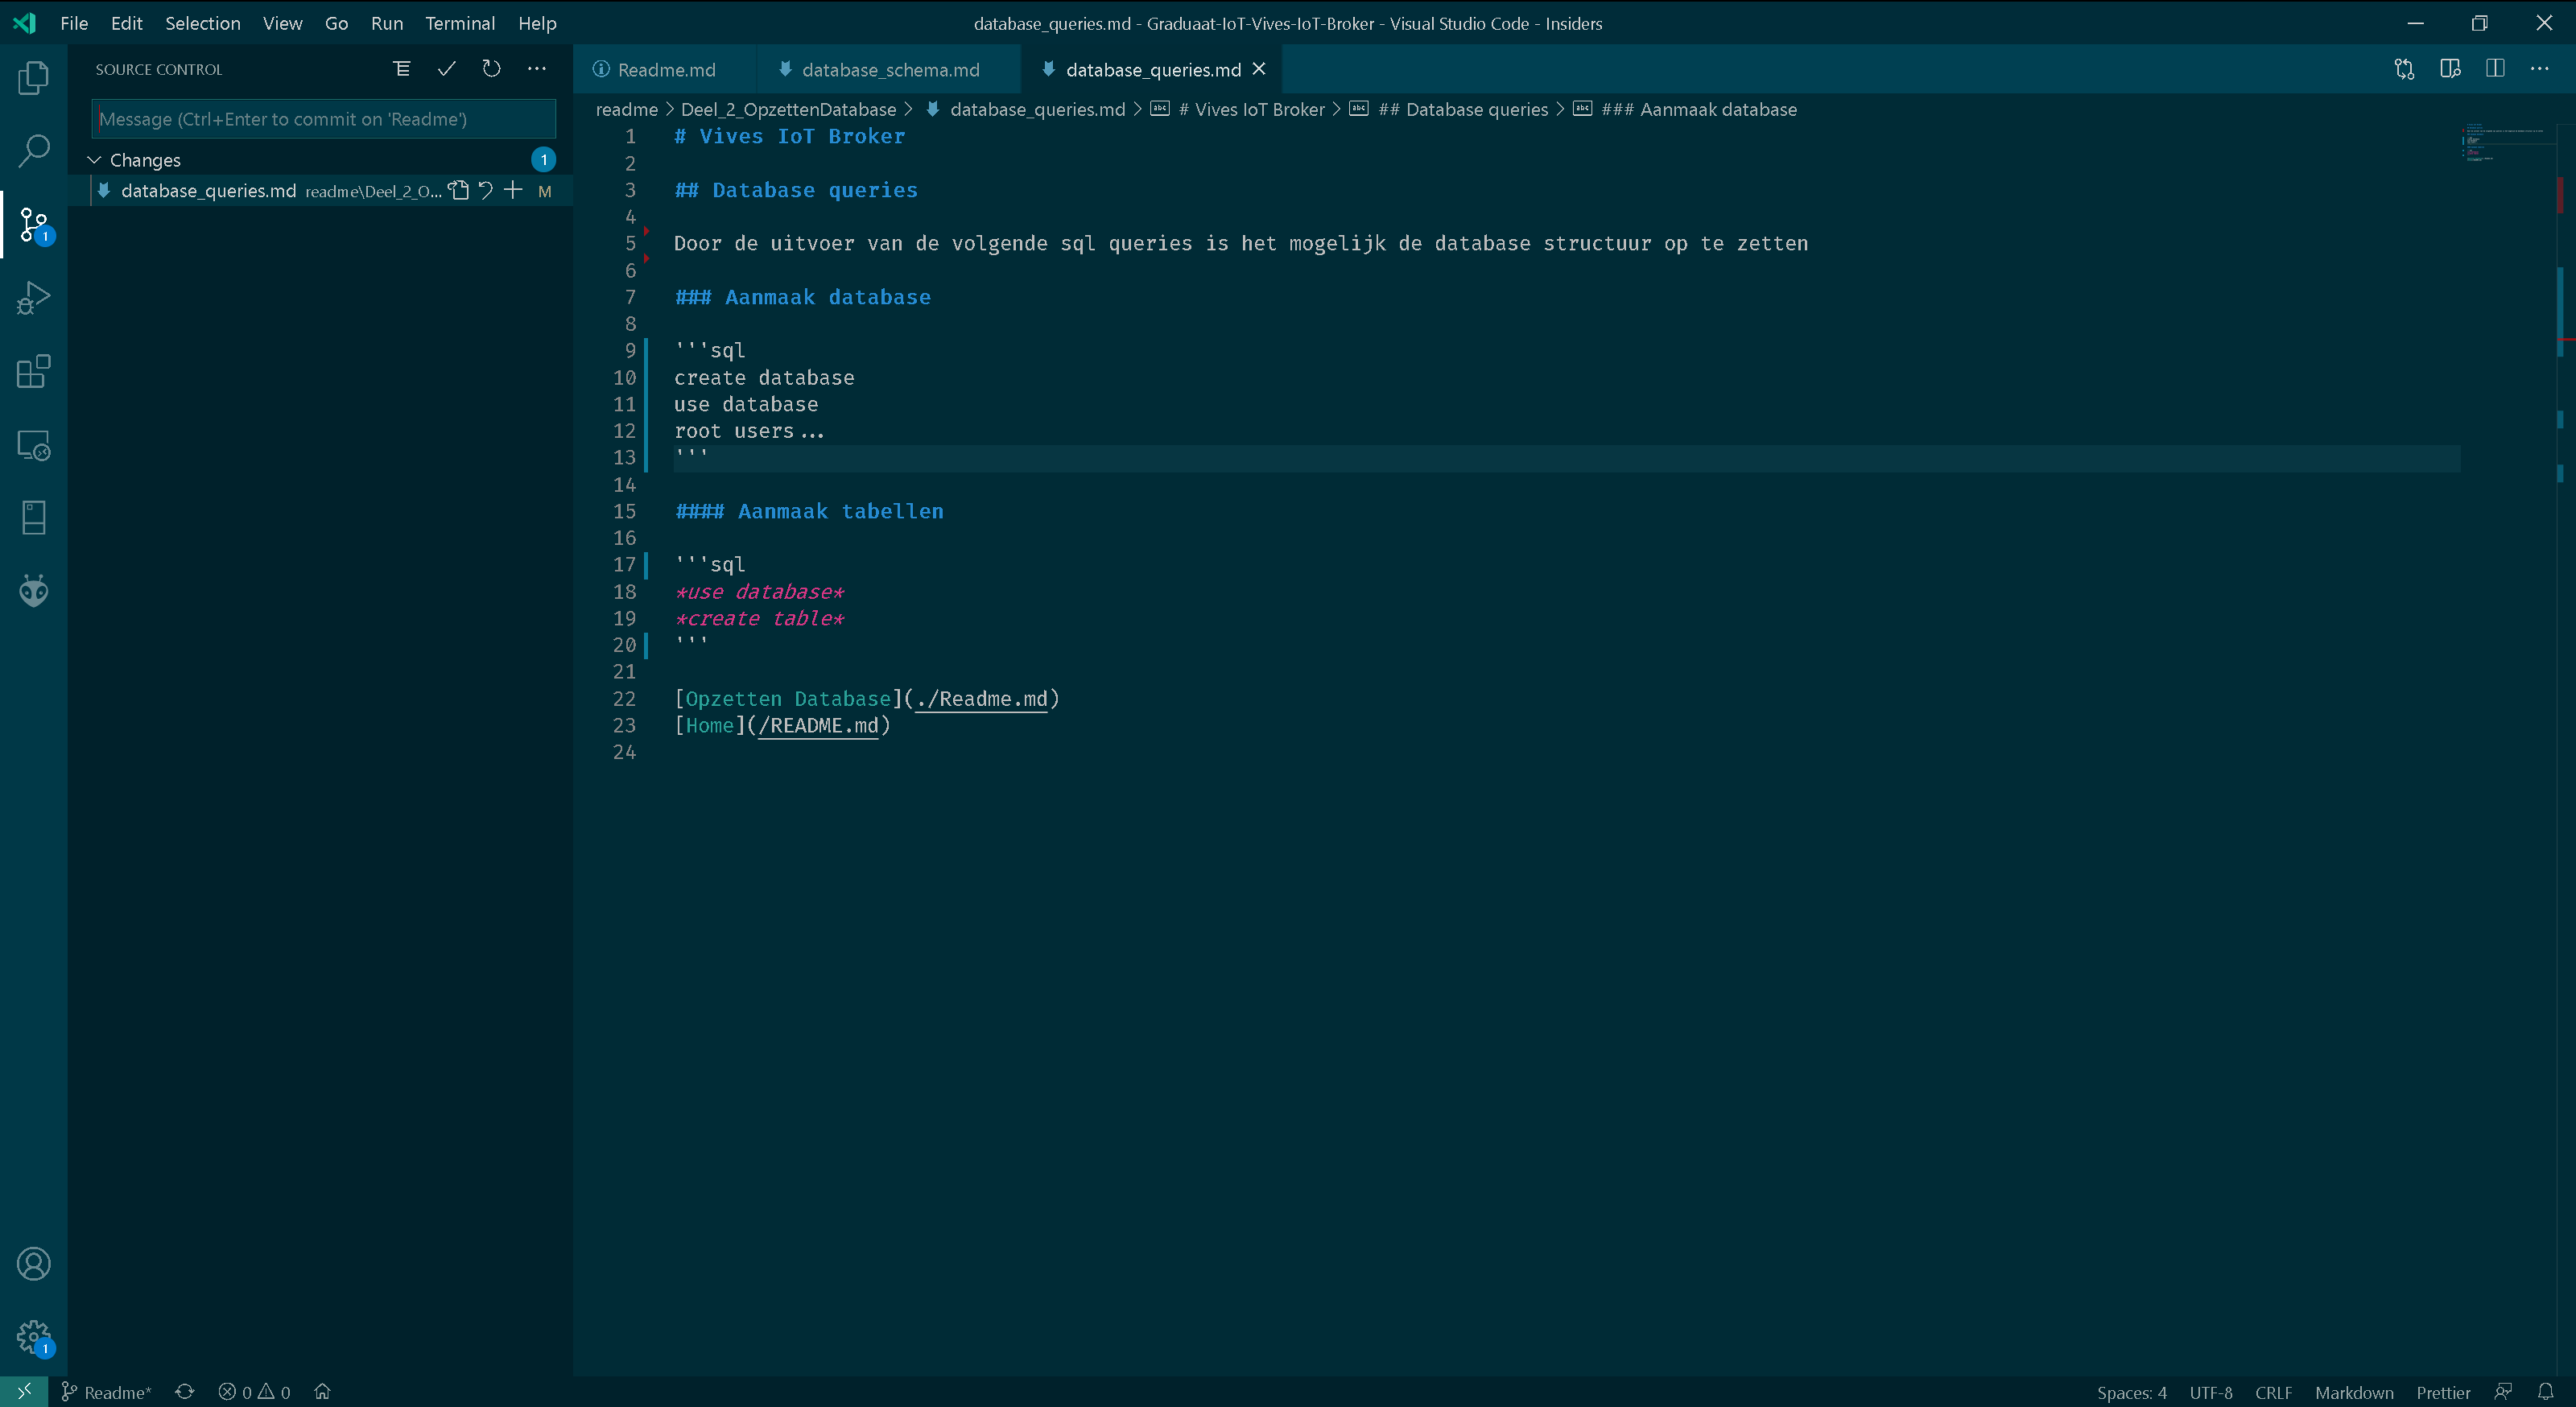 File Edit Selection View Go Run Terminal Help
database_queries.md - Graduaat-IoT-Vives-IoT-Broker - Visual Studio Code - Insiders
SOURCE CONTROL
Message (Ctrl+Enter to commit on 'Readme')
Changes 1
database_queries.md readme\Deel_2_O... M
1
1
Readme.md database_schema.md database_queries.md
readme > Deel_2_OpzettenDatabase > database_queries.md > # Vives IoT Broker > ## Database queries > ### Aanmaak database
1 # Vives IoT Broker
2
3 ## Database queries
4
5 Door de uitvoer van de volgende sql queries is het mogelijk de database structuur op te zetten
6
7 ### Aanmaak database
8
9 '''sql
10 create database
11 use database
12 root users...
13 '''
14
15 #### Aanmaak tabellen
16
17 '''sql
18 *use database*
19 *create table*
20 '''
21
22 [Opzetten Database](./Readme.md)
23 [Home](/README.md)
24
Readme* 0 0
Spaces: 4 UTF-8 CRLF Markdown Prettier